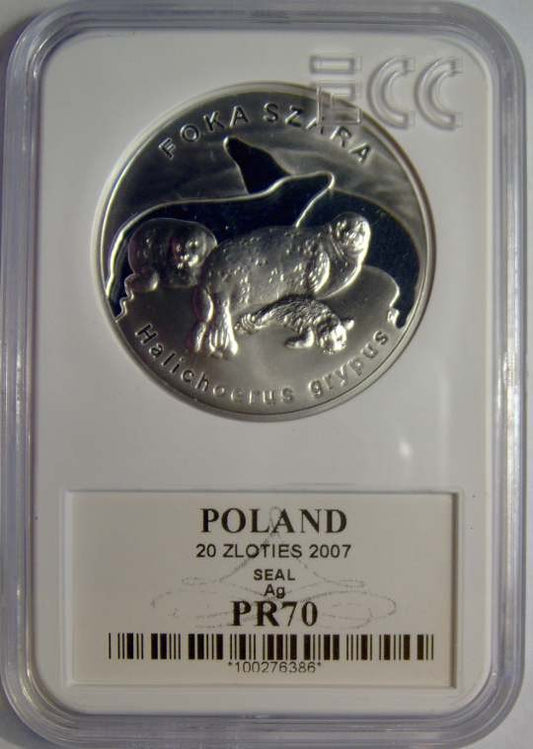 ECC
FOKA SZARA
Halichoerus grypus
POLAND
20 ZLOTIES 2007
SEAL
Ag
PR70
*100276386*